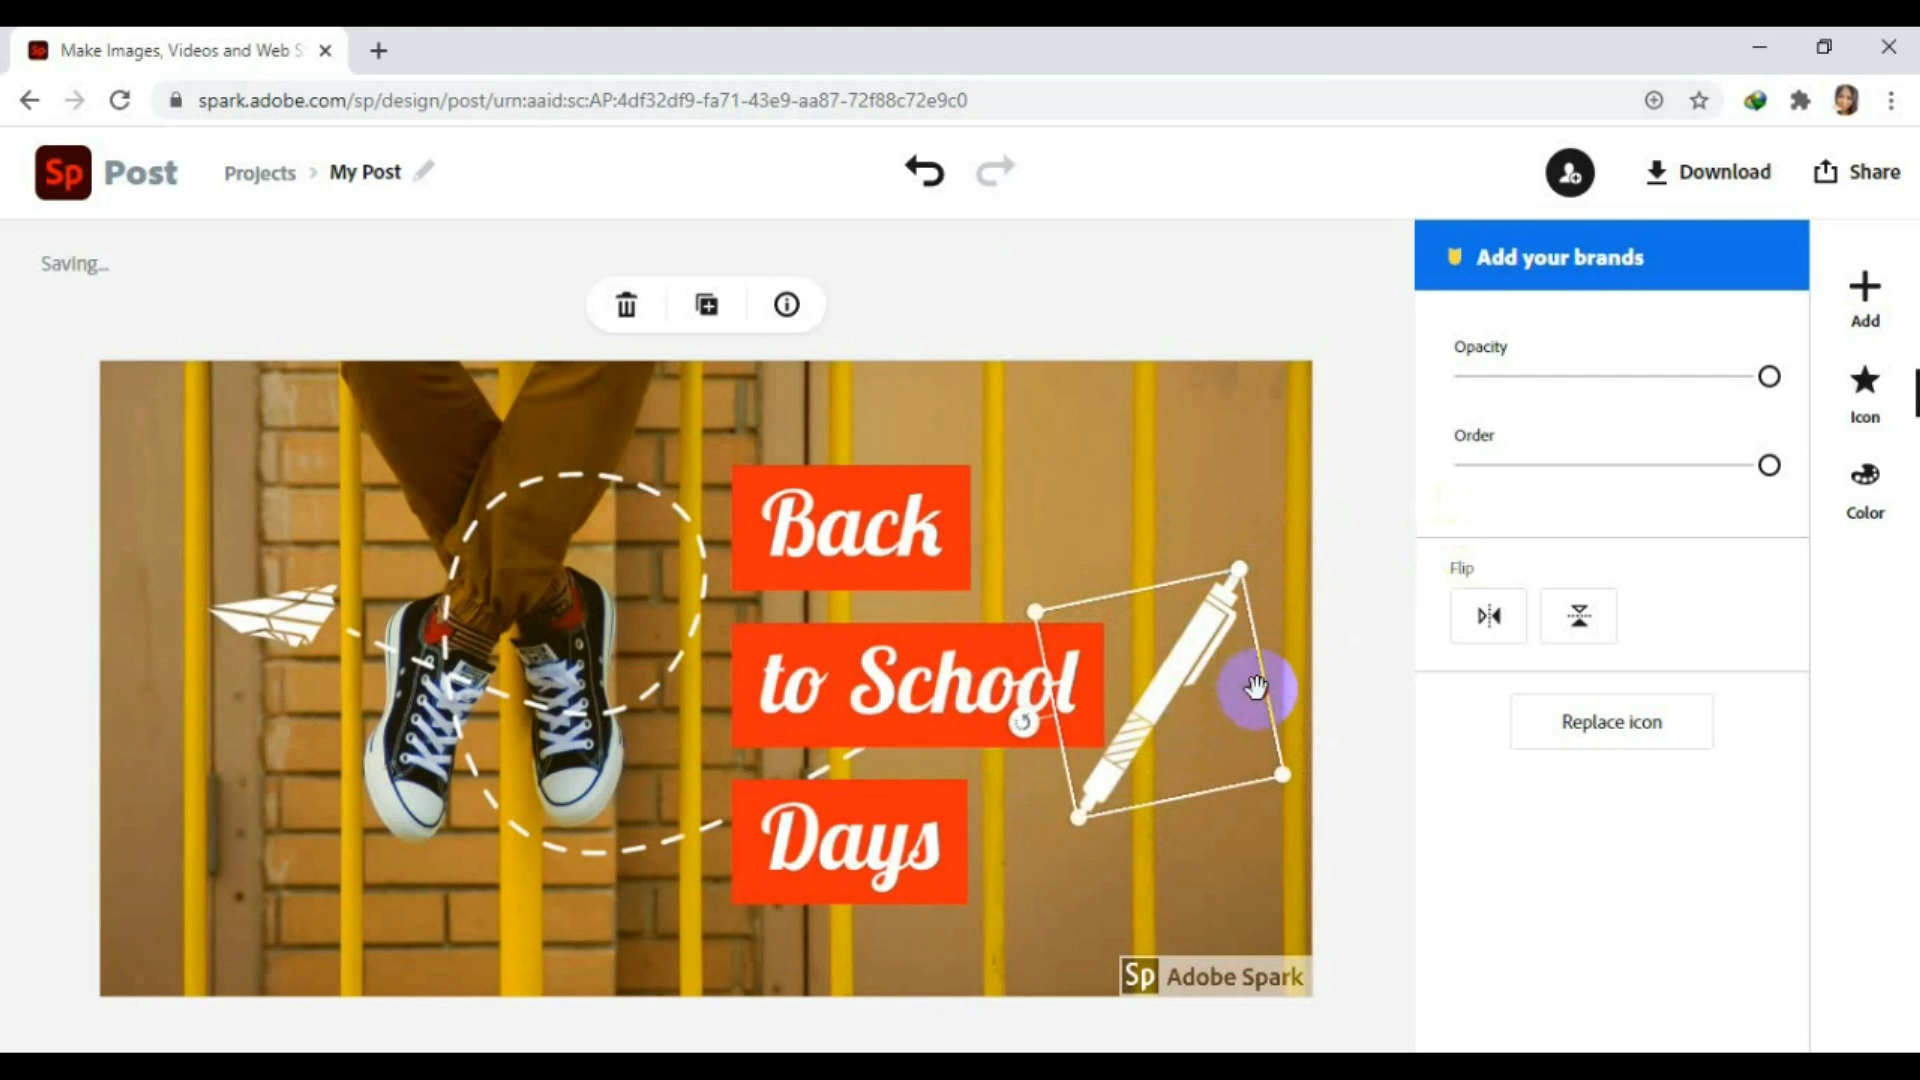 Sp Make Images, Videos and Web S
spark.adobe.com/sp/design/post/urn:aaid:sc:AP:4df32df9-fa71-43e9-aa87-72f88c72e9c0
Sp Post Projects > My Post Download Share
Saving...
Add your brands
Opacity
Order
Flip
Replace icon
Add
Icon
Color
Back
to School
Days
Sp Adobe Spark